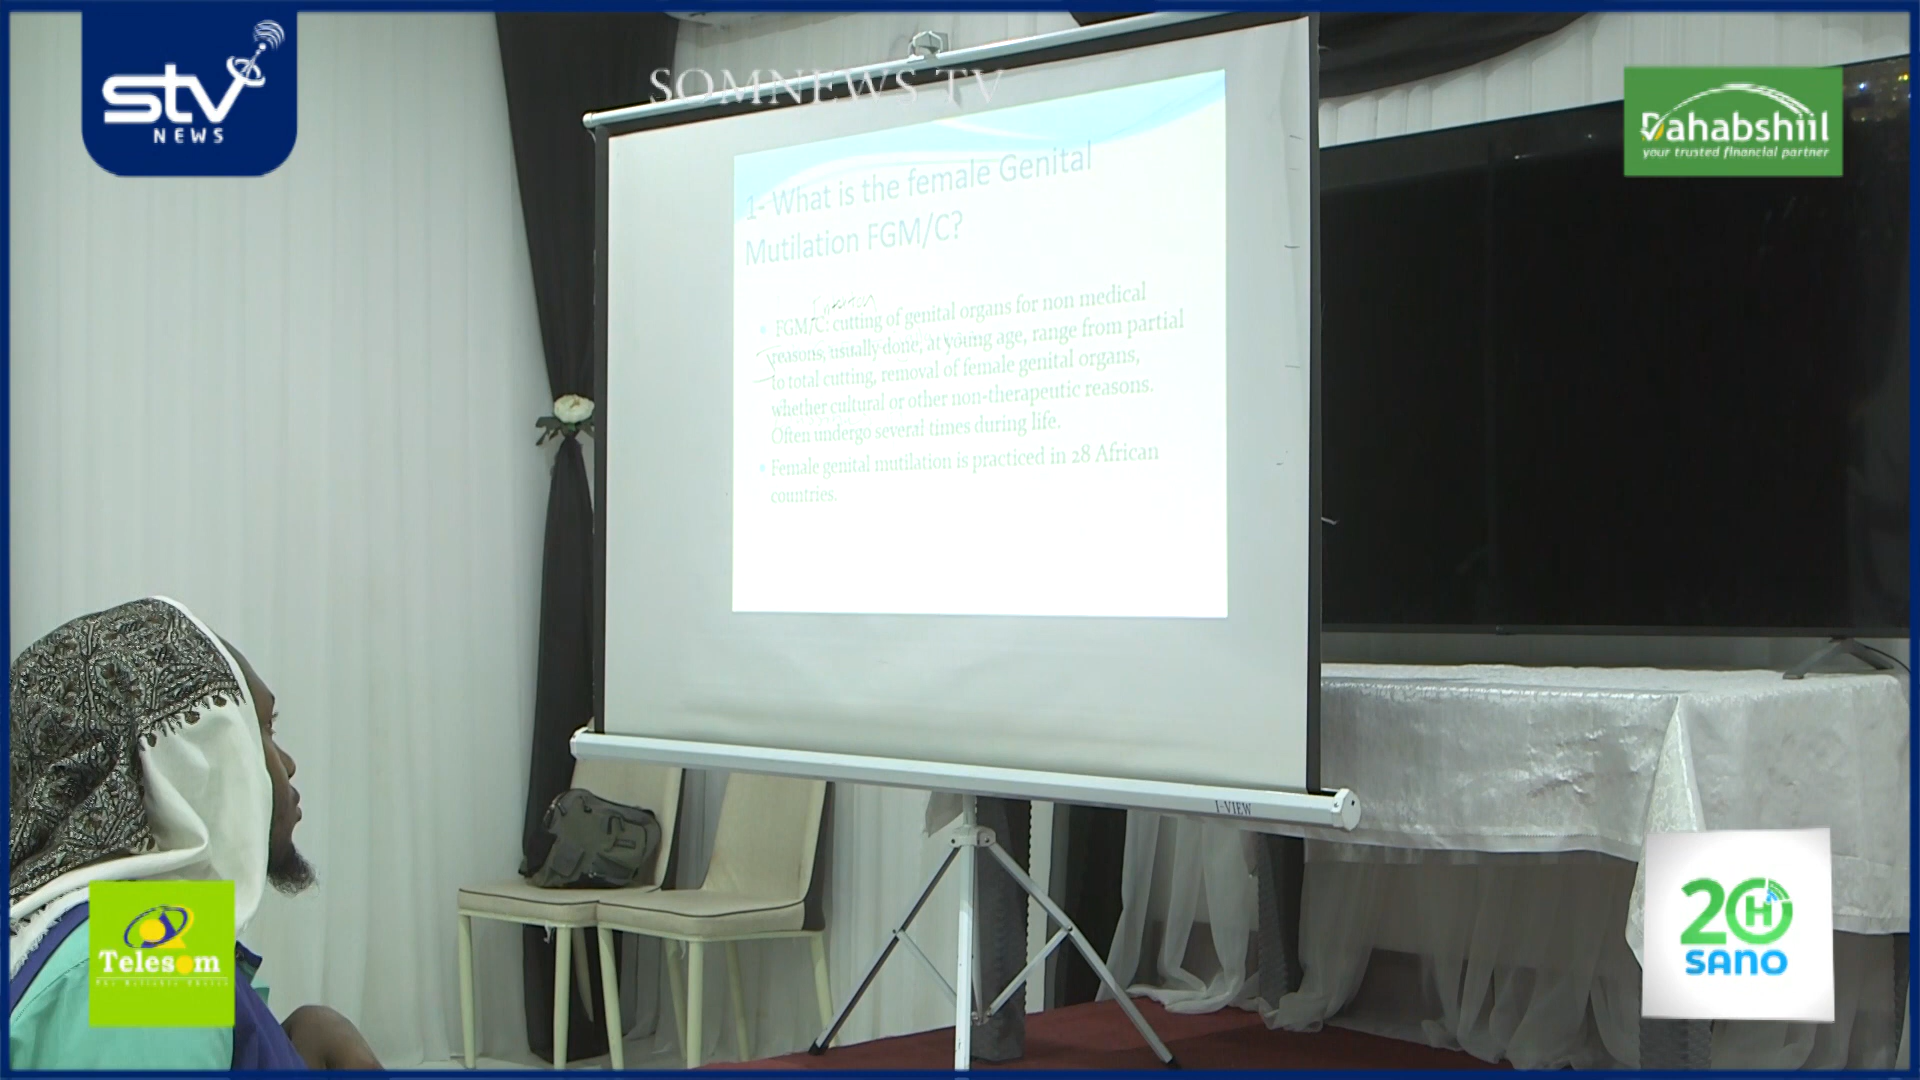 stv
NEWS
SOMNEWS TV
Dahabshiil
your trusted financial partner
1- What is the female Genital
Mutilation FGM/C?
• FGM/C: cutting of genital organs for non medical
reasons, usually done, at young age, range from partial
to total cutting, removal of female genital organs,
whether cultural or other non-therapeutic reasons.
Often undergo several times during life.
• Female genital mutilation is practiced in 28 African
countries.
I-VIEW
Telesom
The Reliable Choice
20
H
SANO